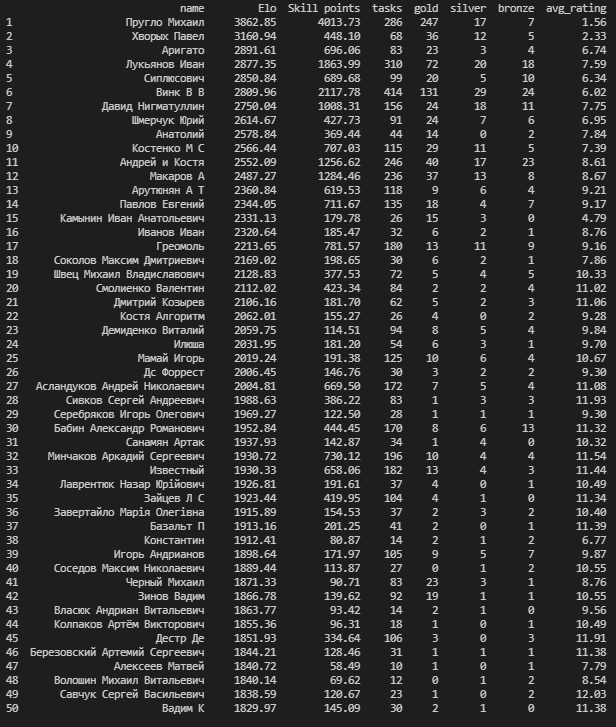 name Elo Skill points tasks gold silver bronze avg_rating
1 Пругло Михаил 3862.85 4013.73 286 247 17 7 1.56
2 Хворых Павел 3160.94 448.10 68 36 12 5 2.33
3 Аригато 2891.61 696.06 83 23 3 4 6.74
4 Лукьянов Иван 2877.35 1863.99 310 72 20 18 7.59
5 Сиплюсович 2850.84 689.68 99 20 5 10 6.34
6 Винк В В 2809.96 2117.78 414 131 29 24 6.02
7 Давид Нигматуллин 2750.04 1008.31 156 24 18 11 7.75
8 Шмерчук Юрий 2614.67 427.73 91 24 7 6 6.95
9 Анатолий 2578.84 369.44 44 14 0 2 7.84
10 Костенко М С 2566.44 707.03 115 29 11 5 7.39
11 Андрей и Костя 2552.09 1256.62 246 40 17 23 8.61
12 Макаров А 2487.27 1284.46 236 37 13 8 8.67
13 Арутюнян А Т 2360.84 619.53 118 9 6 4 9.21
14 Павлов Евгений 2344.05 711.67 135 18 4 7 9.17
15 Камынин Иван Анатольевич 2331.13 179.78 26 15 3 0 4.79
16 Иванов Иван 2320.64 185.47 32 6 2 1 8.76
17 Греомоль 2213.65 781.57 180 13 11 9 9.16
18 Соколов Максим Дмитриевич 2169.02 198.65 30 6 2 1 7.86
19 Швец Михаил Владиславович 2128.83 377.53 72 5 4 5 10.33
20 Смолиенко Валентин 2112.02 423.34 84 2 2 4 11.02
21 Дмитрий Козырев 2106.16 181.70 62 5 2 3 11.06
22 Костя Алгоритм 2062.01 155.27 26 4 0 2 9.28
23 Демиденко Виталий 2059.75 114.51 94 8 5 4 9.84
24 Илюша 2031.95 181.20 54 6 3 1 9.70
25 Мамай Игорь 2019.24 191.38 125 10 6 4 10.67
26 Дс Форрест 2006.45 146.76 30 3 2 2 9.30
27 Асландуков Андрей Николаевич 2004.81 669.50 172 7 5 4 11.08
28 Сивков Сергей Андреевич 1988.63 386.22 83 1 3 3 11.93
29 Серебряков Игорь Олегович 1969.27 122.50 28 1 1 1 9.30
30 Бабин Александр Романович 1952.84 444.45 170 8 6 13 11.32
31 Санамян Артак 1937.93 142.87 34 1 4 0 10.32
32 Минчаков Аркадий Сергеевич 1930.72 730.12 196 10 4 4 11.54
33 Известный 1930.33 658.06 182 13 4 3 11.44
34 Лаврентюк Назар Юрійович 1926.81 191.61 37 4 0 1 10.49
35 Зайцев Л С 1923.44 419.95 104 4 1 0 11.34
36 Завертайло Марія Олегівна 1915.89 154.53 37 2 3 2 10.40
37 Базальт П 1913.16 201.25 41 2 0 1 11.39
38 Константин 1912.41 80.87 14 2 1 2 6.77
39 Игорь Андрианов 1898.64 171.97 105 9 5 7 9.87
40 Соседов Максим Николаевич 1889.44 113.87 27 0 1 2 10.55
41 Черный Михаил 1871.33 90.71 83 23 3 1 8.76
42 Зинов Вадим 1866.78 139.62 92 19 1 1 10.55
43 Власюк Андриан Витальевич 1863.77 93.42 14 2 1 0 9.56
44 Колпаков Артём Викторович 1855.36 96.31 18 1 0 1 10.49
45 Дестр Де 1851.93 334.64 106 3 0 3 11.91
46 Березовский Артемий Сергеевич 1844.21 128.46 31 1 1 1 11.38
47 Алексеев Матвей 1840.72 58.49 10 1 0 1 7.79
48 Волошин Михаил Витальевич 1840.14 69.62 12 0 1 2 8.54
49 Савчук Сергей Васильевич 1838.59 120.67 23 1 0 2 12.03
50 Вадим К 1829.97 145.09 30 2 1 0 11.38